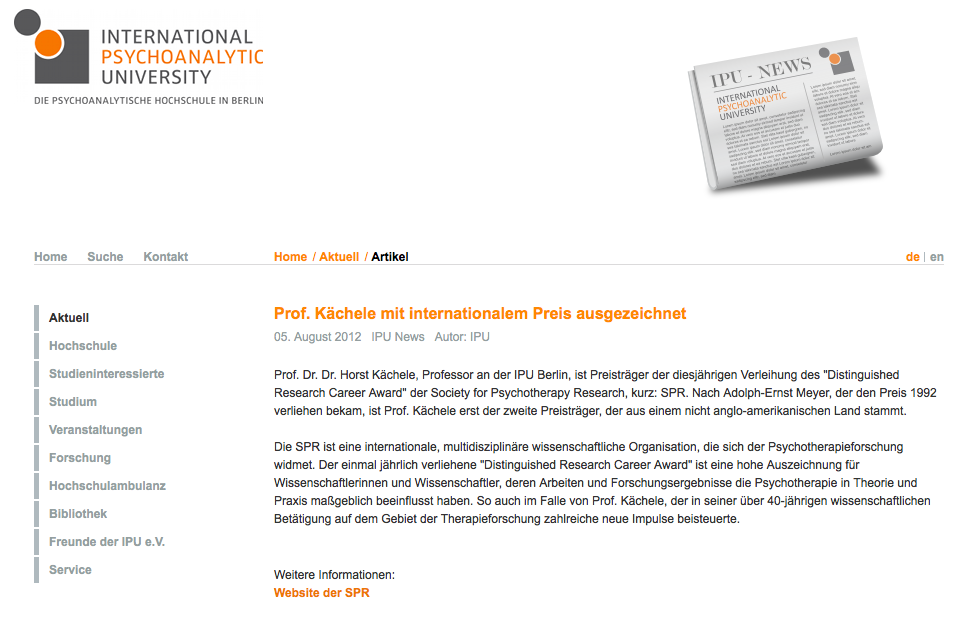 INTERNATIONAL
PSYCHOANALYTIC
UNIVERSITY
DIE PSYCHOANALYTISCHE HOCHSCHULE IN BERLIN
IPU - NEWS
INTERNATIONAL
PSYCHOANALYTIC
UNIVERSITY
Home Suche Kontakt
Home / Aktuell / Artikel
de | en
Aktuell
Hochschule
Studieninteressierte
Studium
Veranstaltungen
Forschung
Hochschulambulanz
Bibliothek
Freunde der IPU e.V.
Service
Prof. Kächele mit internationalem Preis ausgezeichnet
05. August 2012 IPU News Autor: IPU
Prof. Dr. Dr. Horst Kächele, Professor an der IPU Berlin, ist Preisträger der diesjährigen Verleihung des "Distinguished
Research Career Award" der Society for Psychotherapy Research, kurz: SPR. Nach Adolph-Ernst Meyer, der den Preis 1992
verliehen bekam, ist Prof. Kächele erst der zweite Preisträger, der aus einem nicht anglo-amerikanischen Land stammt.
Die SPR ist eine internationale, multidisziplinäre wissenschaftliche Organisation, die sich der Psychotherapieforschung
widmet. Der einmal jährlich verliehene "Distinguished Research Career Award" ist eine hohe Auszeichnung für
Wissenschaftlerinnen und Wissenschaftler, deren Arbeiten und Forschungsergebnisse die Psychotherapie in Theorie und
Praxis maßgeblich beeinflusst haben. So auch im Falle von Prof. Kächele, der in seiner über 40-jährigen wissenschaftlichen
Betätigung auf dem Gebiet der Therapieforschung zahlreiche neue Impulse beisteuerte.
Weitere Informationen:
Website der SPR